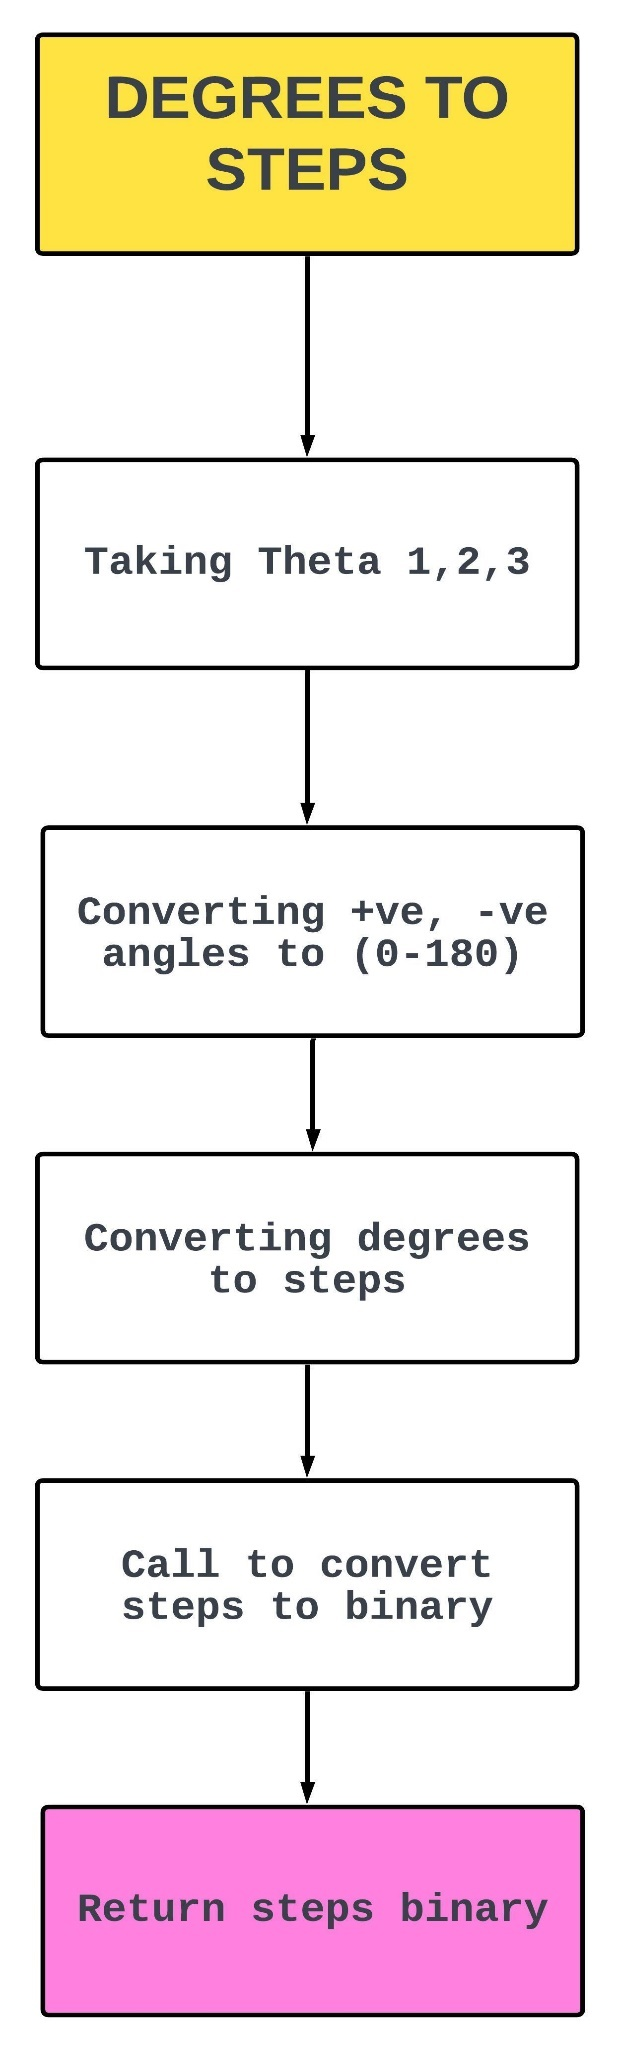 DEGREES TO
STEPS
Taking Theta 1,2,3
Converting +ve, -ve
angles to (0-180)
Converting degrees
to steps
Call to convert
steps to binary
Return steps binary